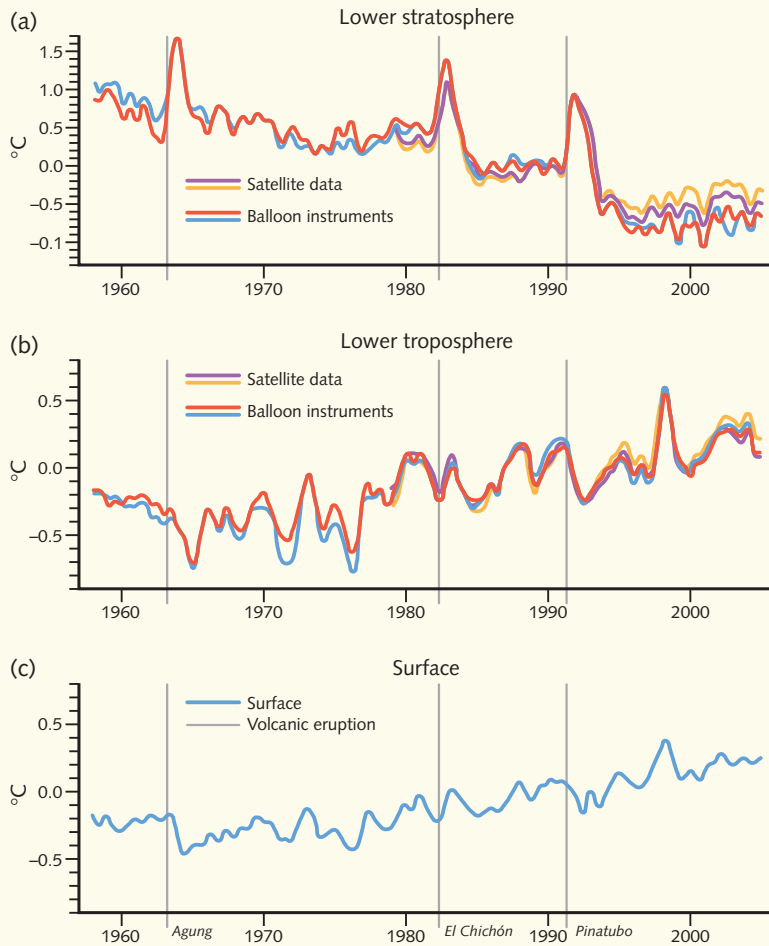 (a)
Lower stratosphere
1.5
1.0
0.5
0.0
–0.5
–0.1
°C
Satellite data
Balloon instruments
1960 1970 1980 1990 2000
(b)
Lower troposphere
0.5
0.0
–0.5
°C
Satellite data
Balloon instruments
1960 1970 1980 1990 2000
(c)
Surface
0.5
0.0
–0.5
°C
Surface
Volcanic eruption
1960 Agung 1970 1980 El Chichón 1990 Pinatubo 2000